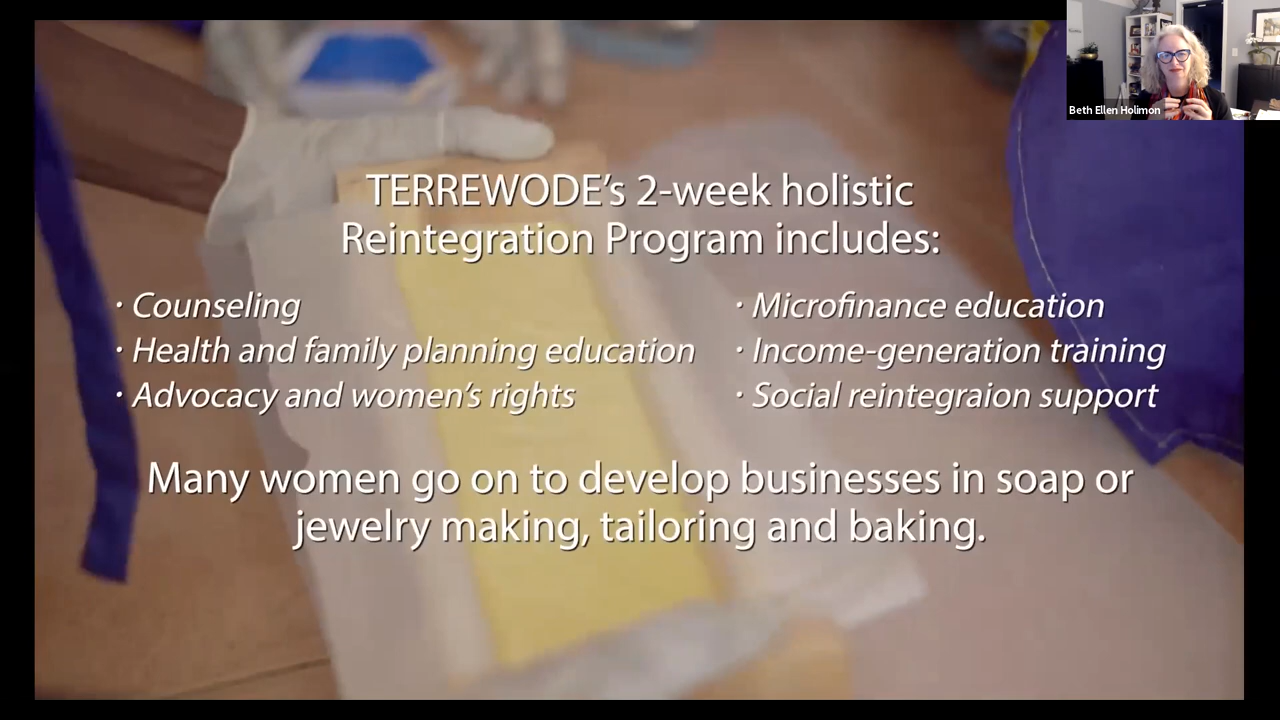 Beth Ellen Holimon
TERREWODE’s 2-week holistic
Reintegration Program includes:
· Counseling
· Health and family planning education
· Advocacy and women’s rights
· Microfinance education
· Income-generation training
· Social reintegraion support
Many women go on to develop businesses in soap or
jewelry making, tailoring and baking.